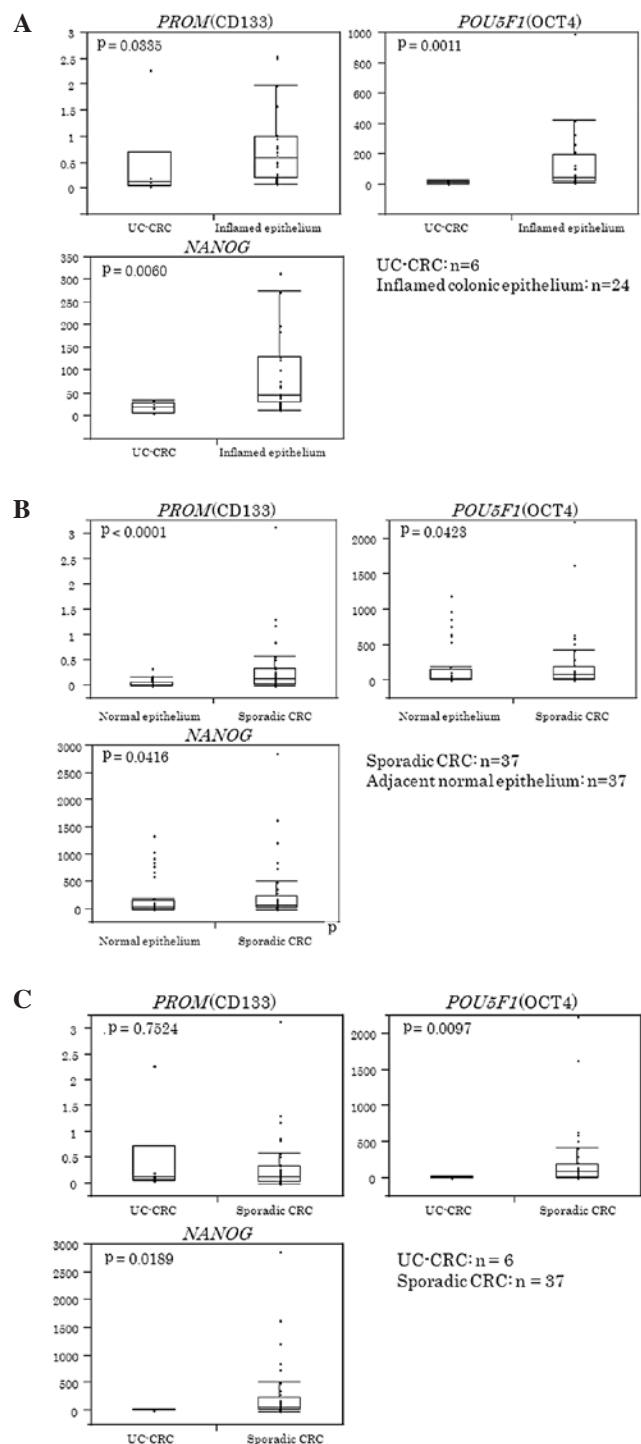 A
PROM(CD133)
p = 0.0335
3
2.5
2
1.5
1
0.5
0
UC-CRC
Inflamed epithelium
POU5F1(OCT4)
p = 0.0011
1000
800
600
400
200
0
UC-CRC
Inflamed epithelium
NANOG
p = 0.0060
350
300
250
200
150
100
50
0
UC-CRC
Inflamed epithelium
UC-CRC: n=6
Inflamed colonic epithelium: n=24
B
PROM(CD133)
p < 0.0001
3
2.5
2
1.5
1
0.5
0
Normal epithelium
Sporadic CRC
POU5F1(OCT4)
p = 0.0423
2000
1500
1000
500
0
Normal epithelium
Sporadic CRC
NANOG
p = 0.0416
3000
2500
2000
1500
1000
500
0
Normal epithelium
Sporadic CRC
p
Sporadic CRC: n=37
Adjacent normal epithelium: n=37
C
PROM(CD133)
. p = 0.7524
3
2.5
2
1.5
1
0.5
0
UC-CRC
Sporadic CRC
POU5F1(OCT4)
p = 0.0097
2000
1500
1000
500
0
UC-CRC
Sporadic CRC
NANOG
p = 0.0189
3000
2500
2000
1500
1000
500
0
UC-CRC
Sporadic CRC
UC-CRC: n = 6
Sporadic CRC: n = 37